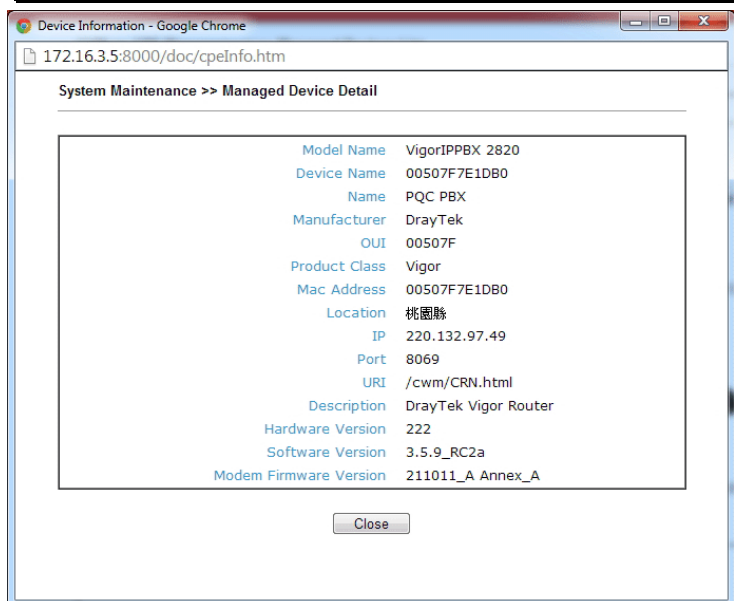 Device Information - Google Chrome
172.16.3.5:8000/doc/cpeInfo.htm
System Maintenance >> Managed Device Detail
Model Name VigorIPPBX 2820
Device Name 00507F7E1DB0
Name PQC PBX
Manufacturer DrayTek
OUI 00507F
Product Class Vigor
Mac Address 00507F7E1DB0
Location 桃園縣
IP 220.132.97.49
Port 8069
URI /cwm/CRN.html
Description DrayTek Vigor Router
Hardware Version 222
Software Version 3.5.9_RC2a
Modem Firmware Version 211011_A Annex_A
Close